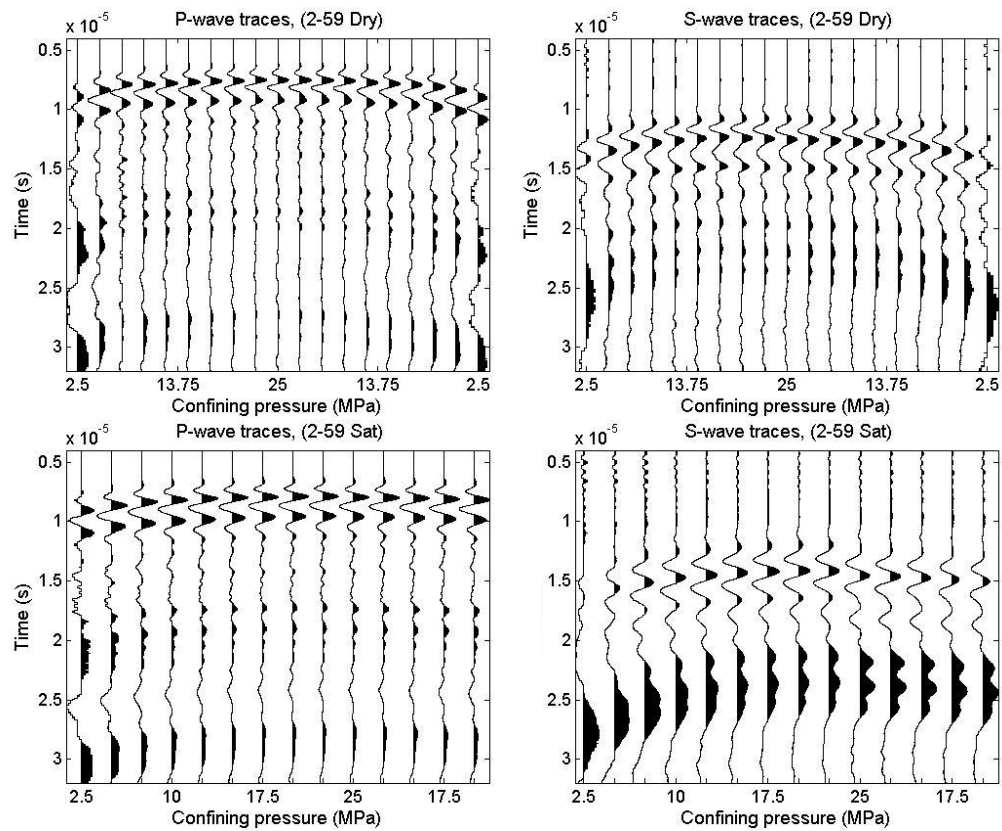 P-wave traces, (2-59 Dry)
x 10⁻⁵
0.5
1
1.5
2
2.5
3
Time (s)
2.5 13.75 25 13.75 2.5
Confining pressure (MPa)
S-wave traces, (2-59 Dry)
x 10⁻⁵
0.5
1
1.5
2
2.5
3
Time (s)
2.5 13.75 25 13.75 2.5
Confining pressure (MPa)
P-wave traces, (2-59 Sat)
x 10⁻⁵
0.5
1
1.5
2
2.5
3
Time (s)
2.5 10 17.5 25 17.5
Confining pressure (MPa)
S-wave traces, (2-59 Sat)
x 10⁻⁵
0.5
1
1.5
2
2.5
3
Time (s)
2.5 10 17.5 25 17.5
Confining pressure (MPa)